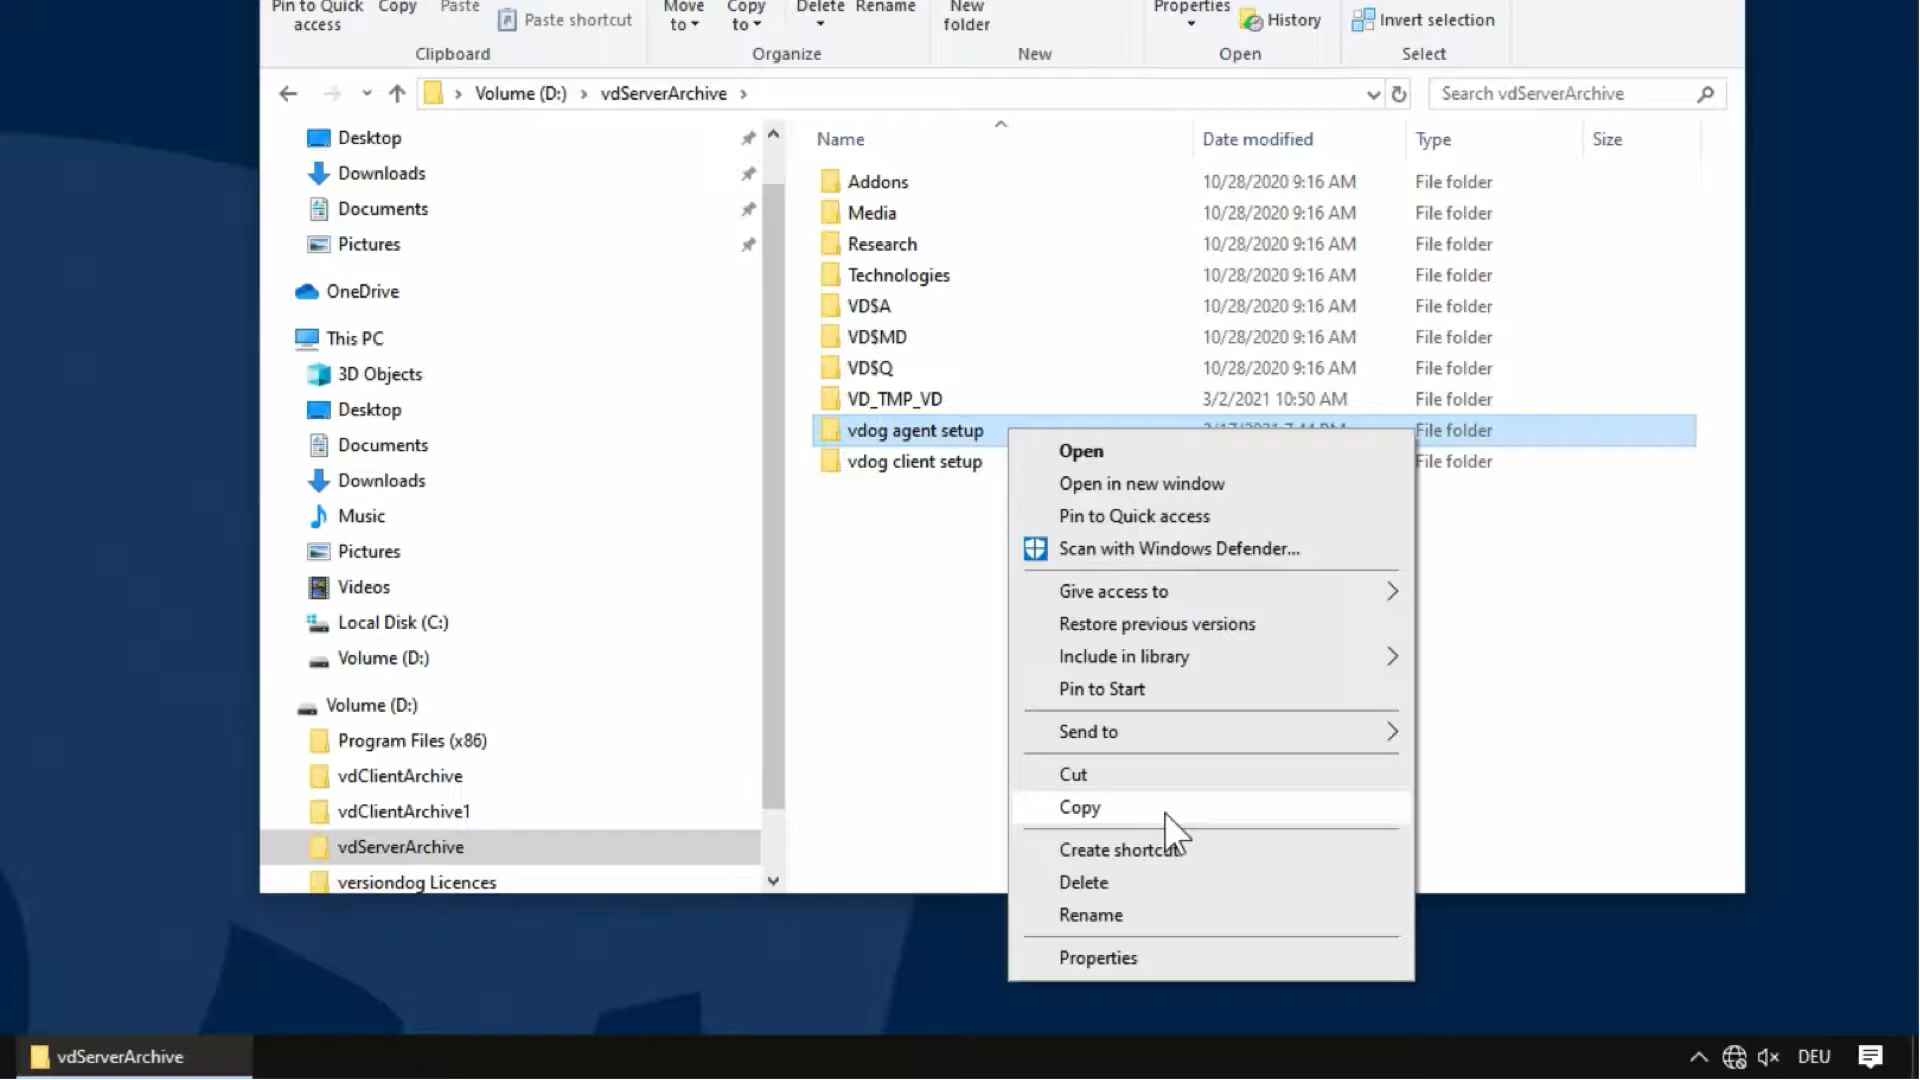 Pin to Quick access
Copy
Paste
Paste shortcut
Clipboard
Move to
Copy to
Delete
Rename
Organize
New folder
New
Properties
History
Open
Invert selection
Select
Volume (D:)
vdServerArchive
Search vdServerArchive
Desktop
Downloads
Documents
Pictures
OneDrive
This PC
3D Objects
Desktop
Documents
Downloads
Music
Pictures
Videos
Local Disk (C:)
Volume (D:)
Volume (D:)
Program Files (x86)
vdClientArchive
vdClientArchive1
vdServerArchive
versiondog Licences
Name Date modified Type Size
Addons 10/28/2020 9:16 AM File folder
Media 10/28/2020 9:16 AM File folder
Research 10/28/2020 9:16 AM File folder
Technologies 10/28/2020 9:16 AM File folder
VD$A 10/28/2020 9:16 AM File folder
VD$MD 10/28/2020 9:16 AM File folder
VD$Q 10/28/2020 9:16 AM File folder
VD_TMP_VD 3/2/2021 10:50 AM File folder
vdog agent setup File folder
vdog client setup File folder
Open
Open in new window
Pin to Quick access
Scan with Windows Defender...
Give access to
Restore previous versions
Include in library
Pin to Start
Send to
Cut
Copy
Create shortcut
Delete
Rename
Properties
vdServerArchive
DEU